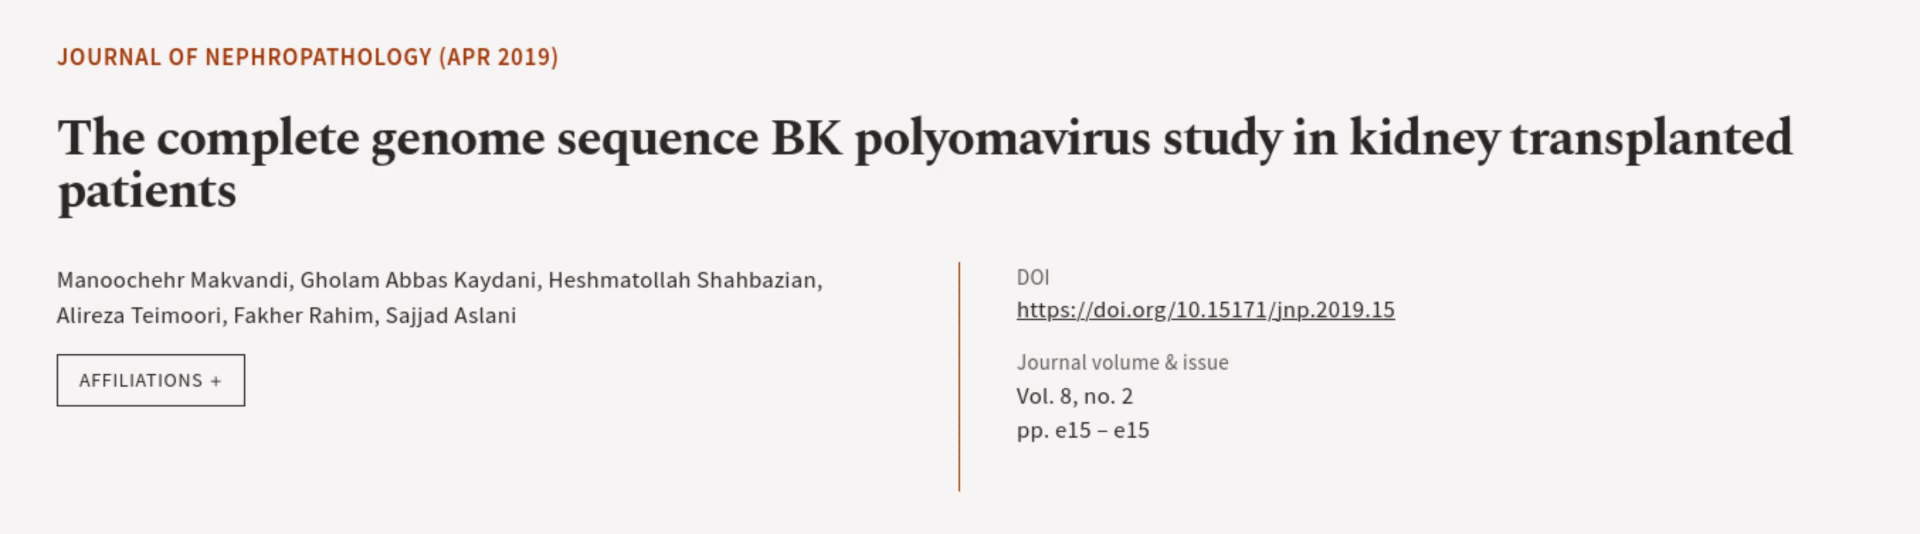 JOURNAL OF NEPHROPATHOLOGY (APR 2019)
The complete genome sequence BK polyomavirus study in kidney transplanted
patients
Manoochehr Makvandi, Gholam Abbas Kaydani, Heshmatollah Shahbazian,
Alireza Teimoori, Fakher Rahim, Sajjad Aslani
AFFILIATIONS +
DOI
https://doi.org/10.15171/jnp.2019.15
Journal volume & issue
Vol. 8, no. 2
pp. e15 – e15